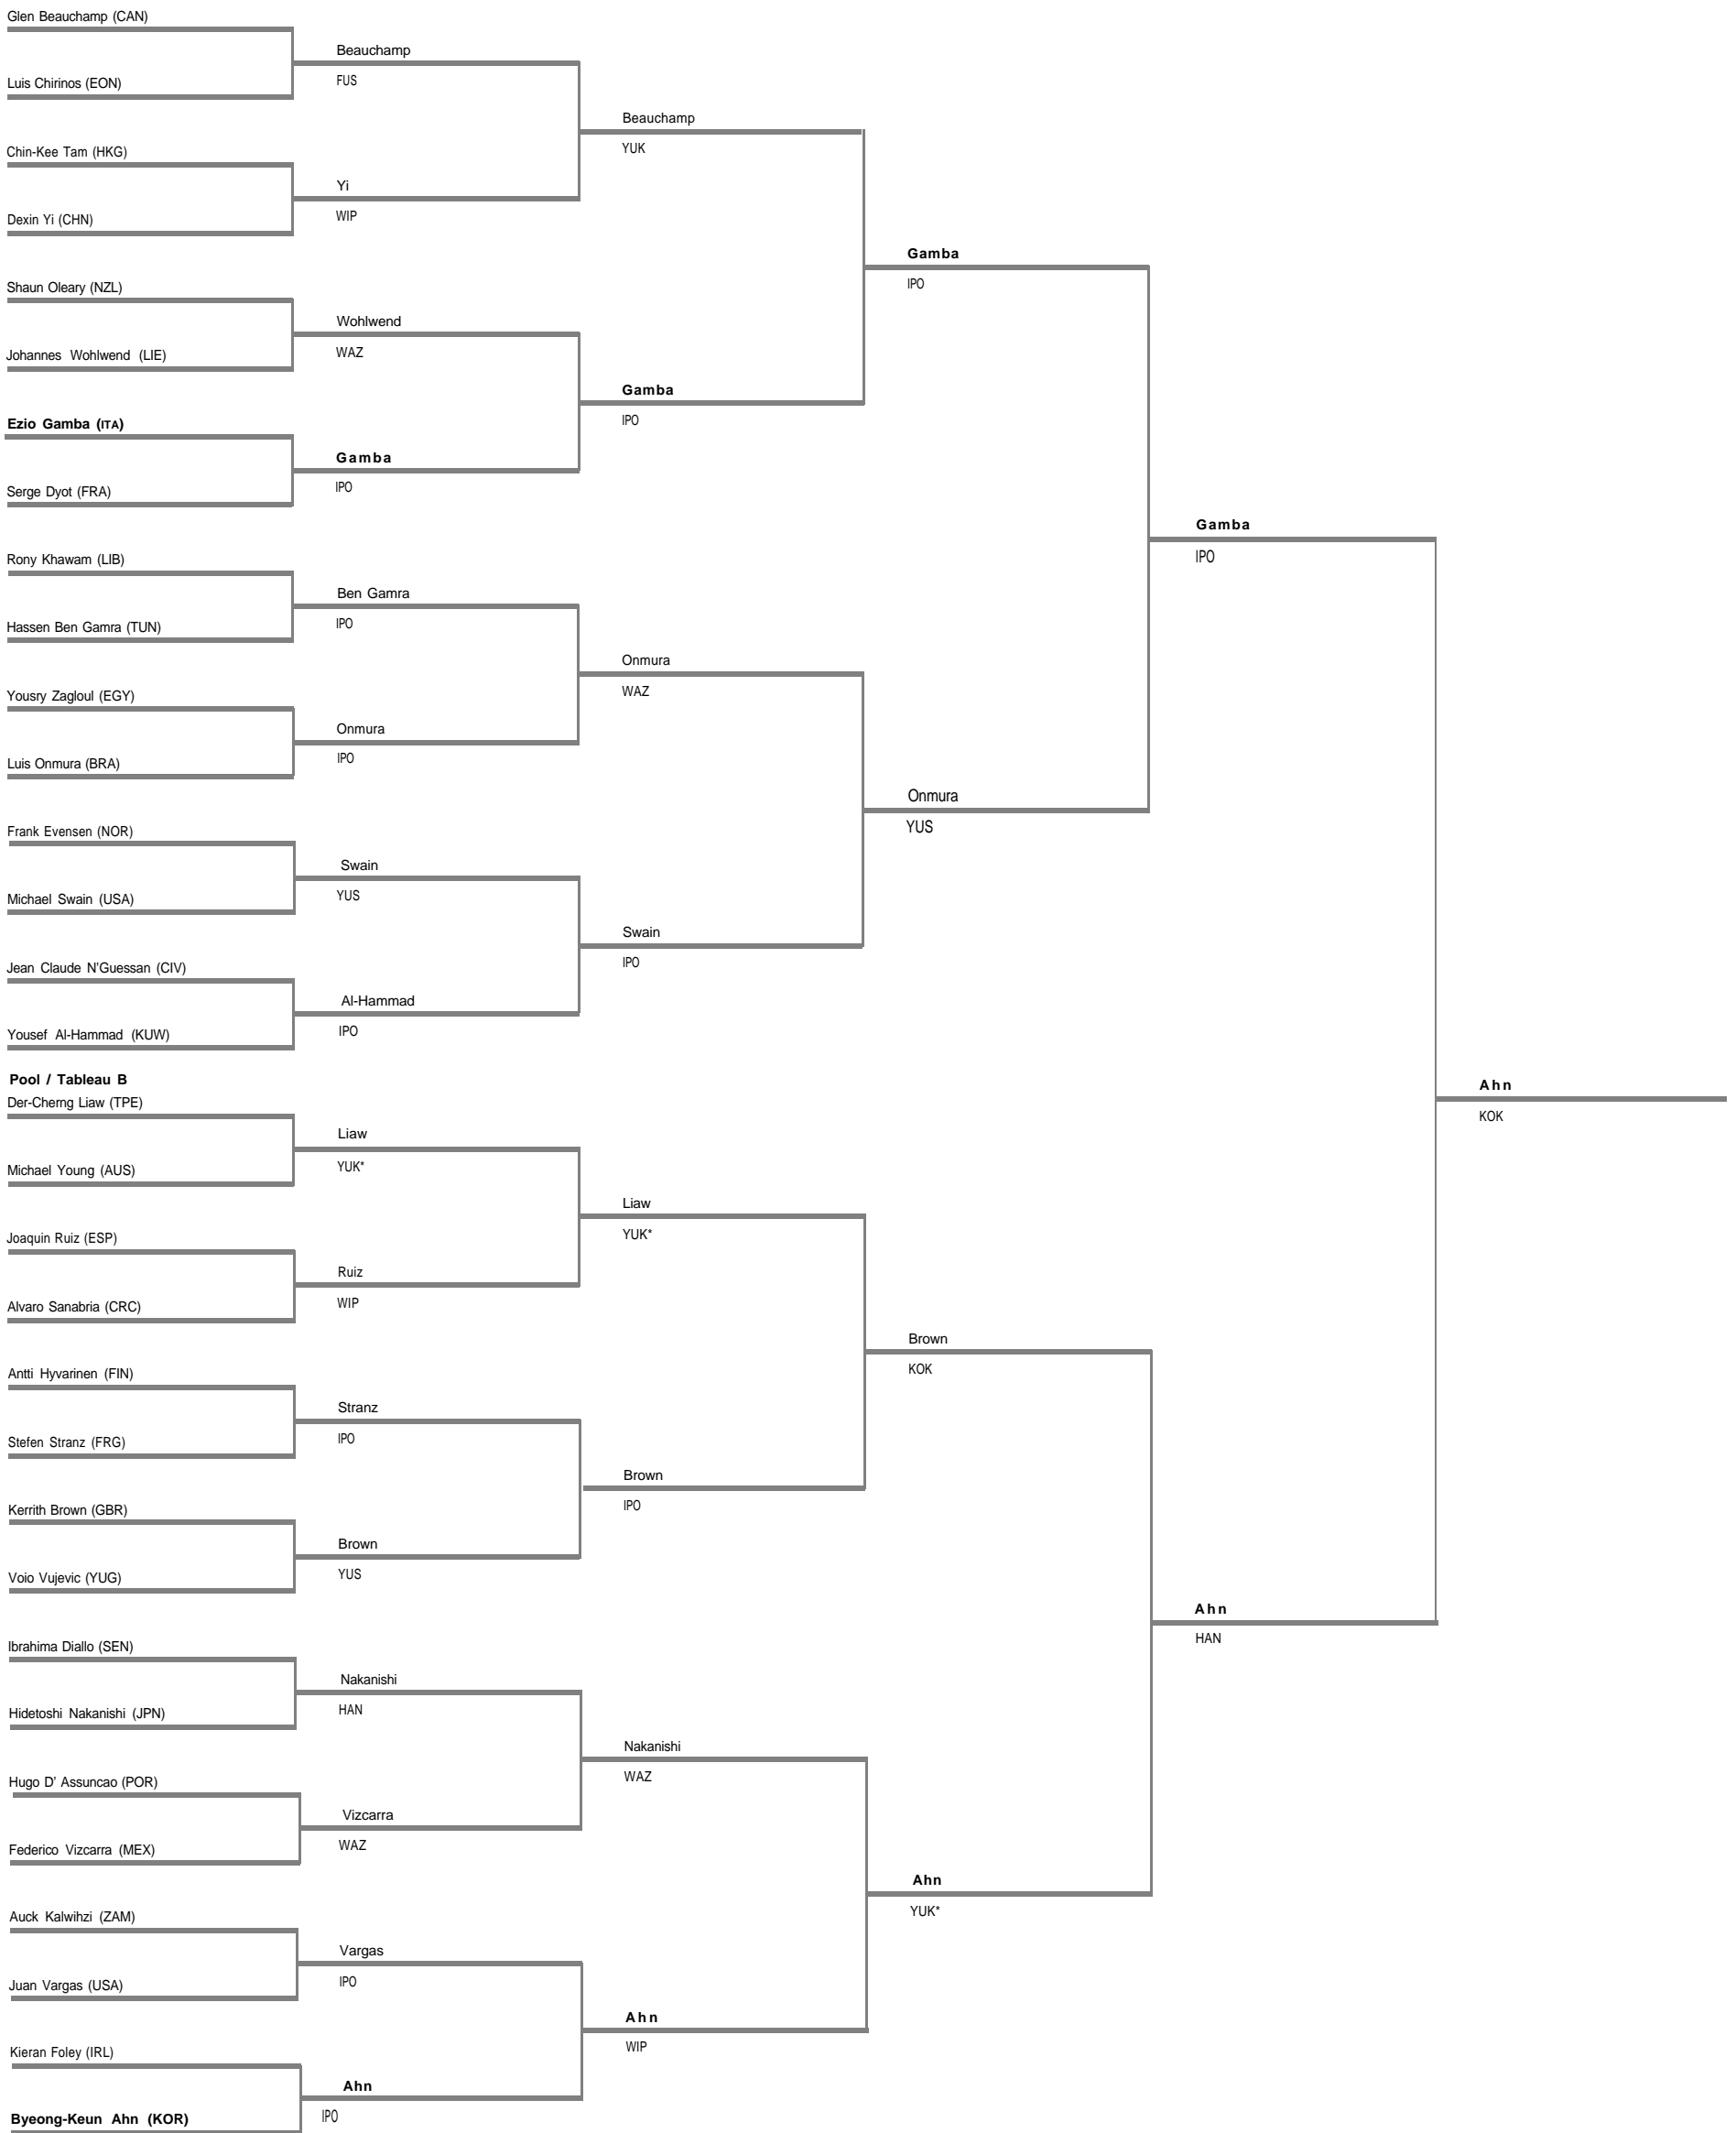 Glen Beauchamp (CAN)
Beauchamp
FUS
Luis Chirinos (EON)
Beauchamp
YUK
Chin-Kee Tam (HKG)
Yi
WIP
Dexin Yi (CHN)
Gamba
IPO
Shaun Oleary (NZL)
Wohlwend
WAZ
Johannes Wohlwend (LIE)
Gamba
IPO
Ezio Gamba (ITA)
Gamba
IPO
Serge Dyot (FRA)
Gamba
IPO
Rony Khawam (LIB)
Ben Gamra
IPO
Hassen Ben Gamra (TUN)
Onmura
WAZ
Yousry Zagloul (EGY)
Onmura
IPO
Luis Onmura (BRA)
Onmura
YUS
Frank Evensen (NOR)
Swain
YUS
Michael Swain (USA)
Swain
IPO
Jean Claude N'Guessan (CIV)
Al-Hammad
IPO
Yousef Al-Hammad (KUW)
Pool / Tableau B
Ahn
KOK
Der-Cherng Liaw (TPE)
Liaw
YUK*
Michael Young (AUS)
Liaw
YUK*
Joaquin Ruiz (ESP)
Ruiz
WIP
Alvaro Sanabria (CRC)
Brown
KOK
Antti Hyvarinen (FIN)
Stranz
IPO
Stefen Stranz (FRG)
Brown
IPO
Kerrith Brown (GBR)
Brown
YUS
Voio Vujevic (YUG)
Ahn
HAN
Ibrahima Diallo (SEN)
Nakanishi
HAN
Hidetoshi Nakanishi (JPN)
Nakanishi
WAZ
Hugo D' Assuncao (POR)
Vizcarra
WAZ
Federico Vizcarra (MEX)
Ahn
YUK*
Auck Kalwihzi (ZAM)
Vargas
IPO
Juan Vargas (USA)
Ahn
WIP
Kieran Foley (IRL)
Ahn
IPO
Byeong-Keun Ahn (KOR)